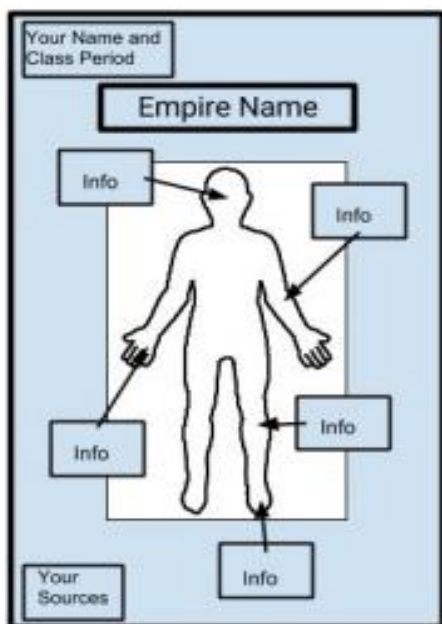 Your Name and
Class Period
Empire Name
Info
Info
Info
Info
Info
Your
Sources